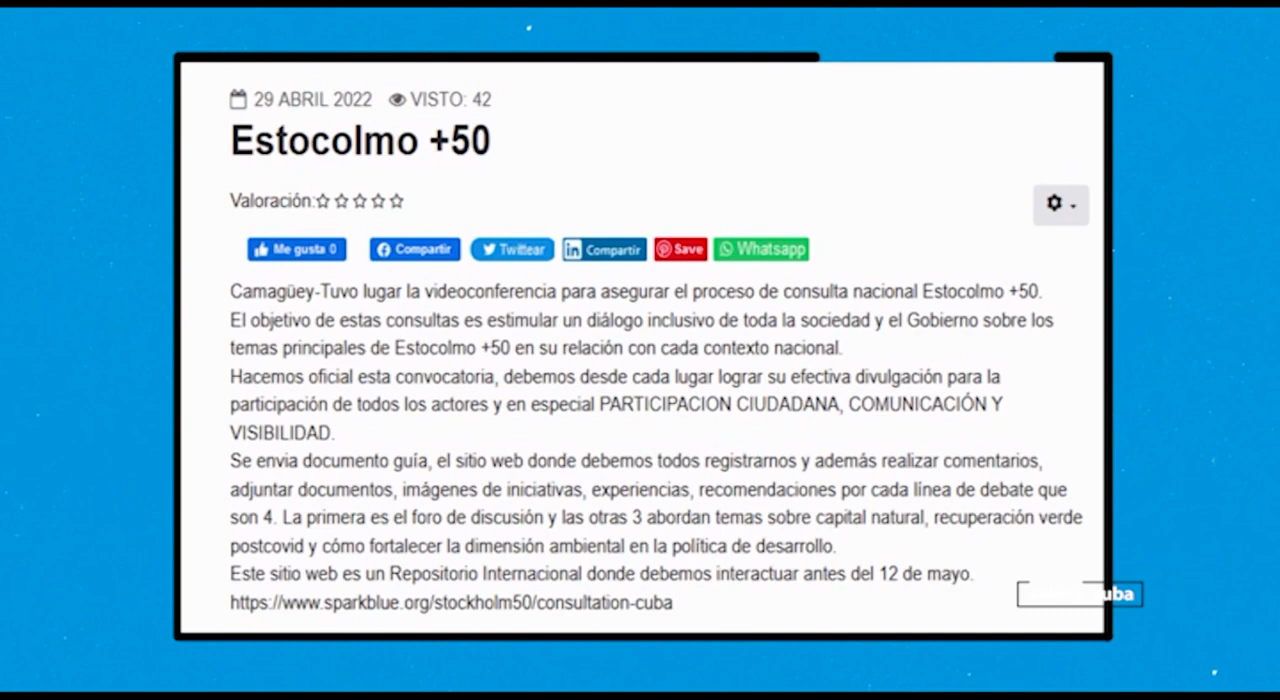 29 ABRIL 2022 VISTO: 42
Estocolmo +50
Valoración:
Me gusta 0 Compartir Twittear Compartir Save Whatsapp
Camagüey-Tuvo lugar la videoconferencia para asegurar el proceso de consulta nacional Estocolmo +50.
El objetivo de estas consultas es estimular un diálogo inclusivo de toda la sociedad y el Gobierno sobre los
temas principales de Estocolmo +50 en su relación con cada contexto nacional.
Hacemos oficial esta convocatoria, debemos desde cada lugar lograr su efectiva divulgación para la
participación de todos los actores y en especial PARTICIPACION CIUDADANA, COMUNICACIÓN Y
VISIBILIDAD.
Se envia documento guía, el sitio web donde debemos todos registrarnos y además realizar comentarios,
adjuntar documentos, imágenes de iniciativas, experiencias, recomendaciones por cada línea de debate que
son 4. La primera es el foro de discusión y las otras 3 abordan temas sobre capital natural, recuperación verde
postcovid y cómo fortalecer la dimensión ambiental en la política de desarrollo.
Este sitio web es un Repositorio Internacional donde debemos interactuar antes del 12 de mayo.
https://www.sparkblue.org/stockholm50/consultation-cuba